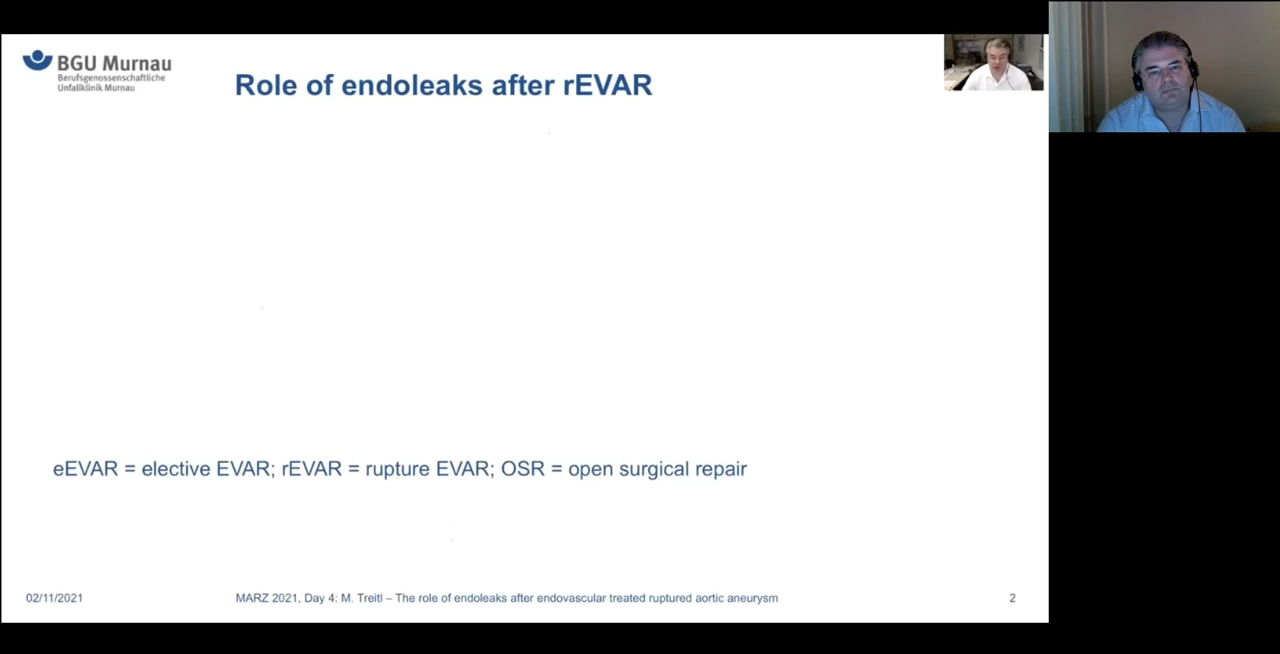 BGU Murnau
Berufsgenossenschaftliche
Unfallklinik Murnau
Role of endoleaks after rEVAR
eEVAR = elective EVAR; rEVAR = rupture EVAR; OSR = open surgical repair
02/11/2021
MARZ 2021, Day 4: M. Treitl – The role of endoleaks after endovascular treated ruptured aortic aneurysm
2